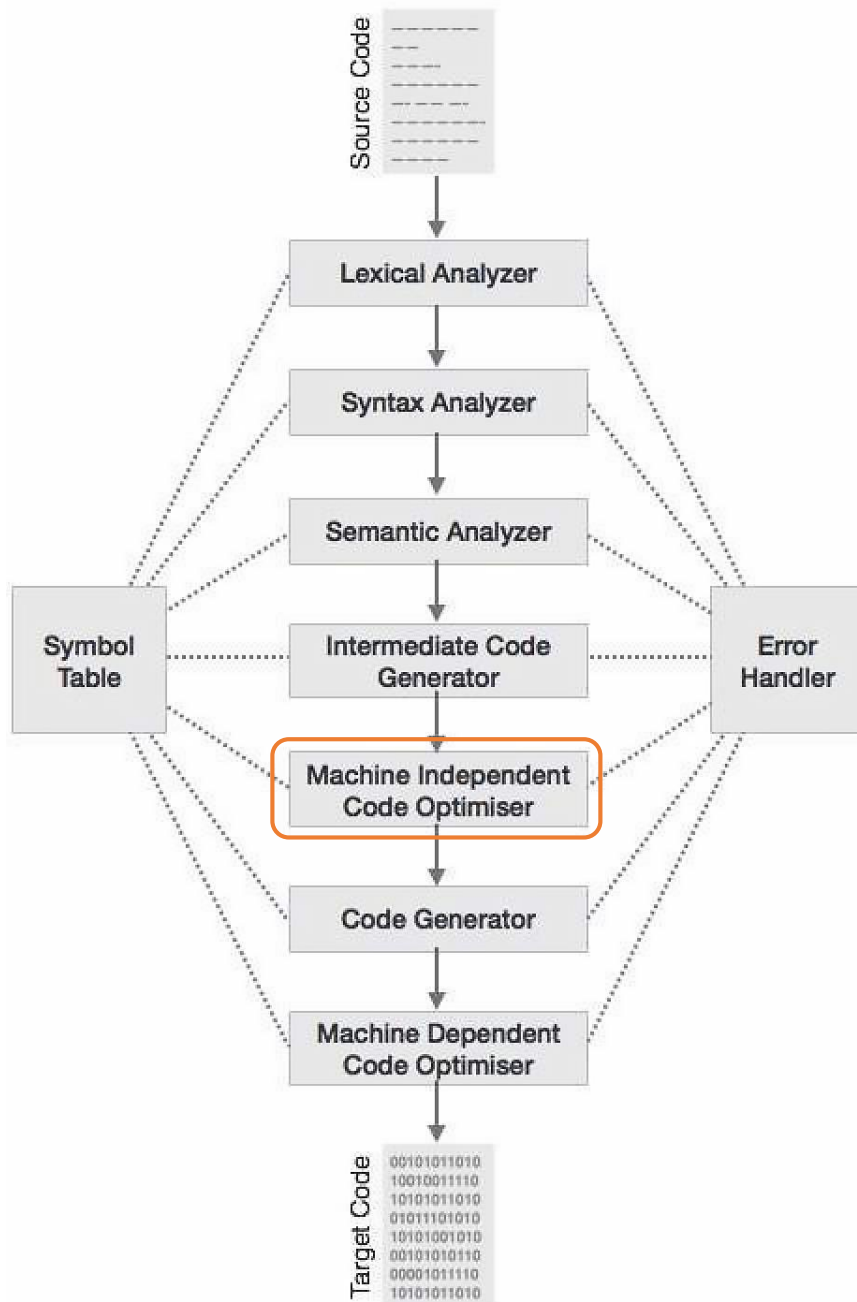 Source Code
Lexical Analyzer
Syntax Analyzer
Semantic Analyzer
Symbol
Table
Intermediate Code
Generator
Error
Handler
Machine Independent
Code Optimiser
Code Generator
Machine Dependent
Code Optimiser
Target Code
00101011010
10010011110
10101011010
01011101010
10101001010
00101010110
00001011110
10101011010